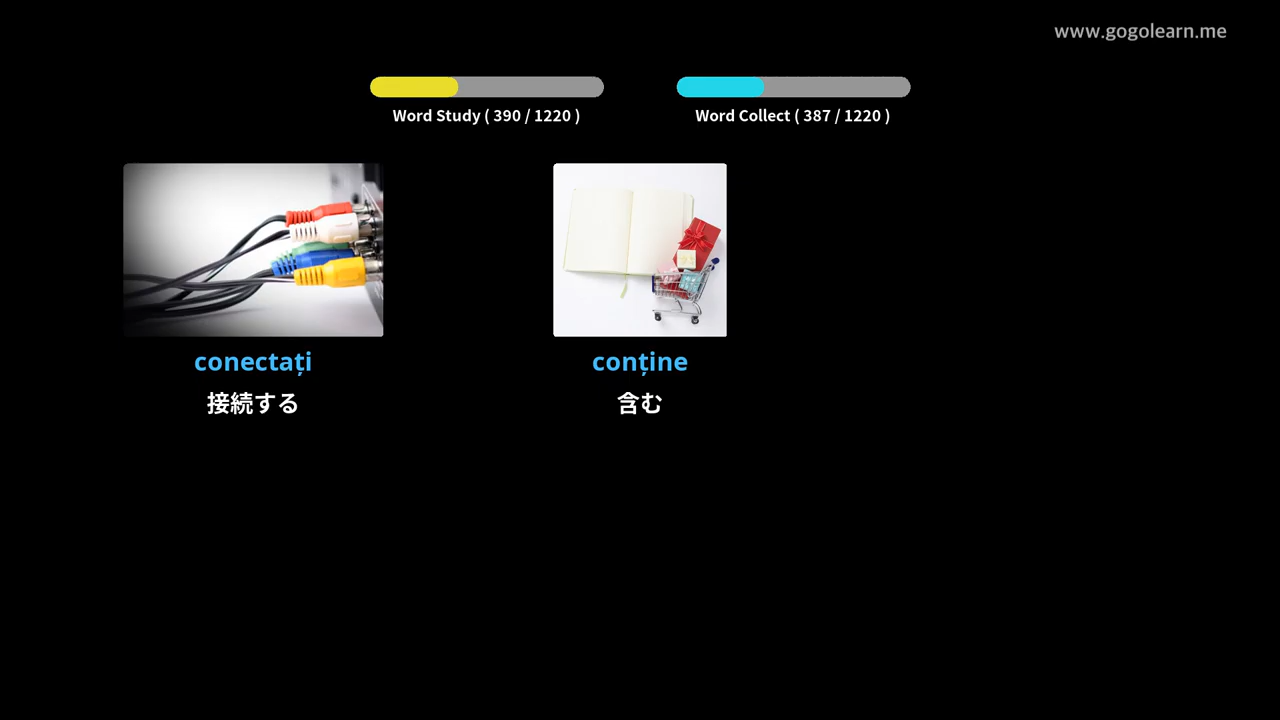 www.gogolearn.me
Word Study ( 390 / 1220 )
Word Collect ( 387 / 1220 )
conectați
conține
接続する
含む